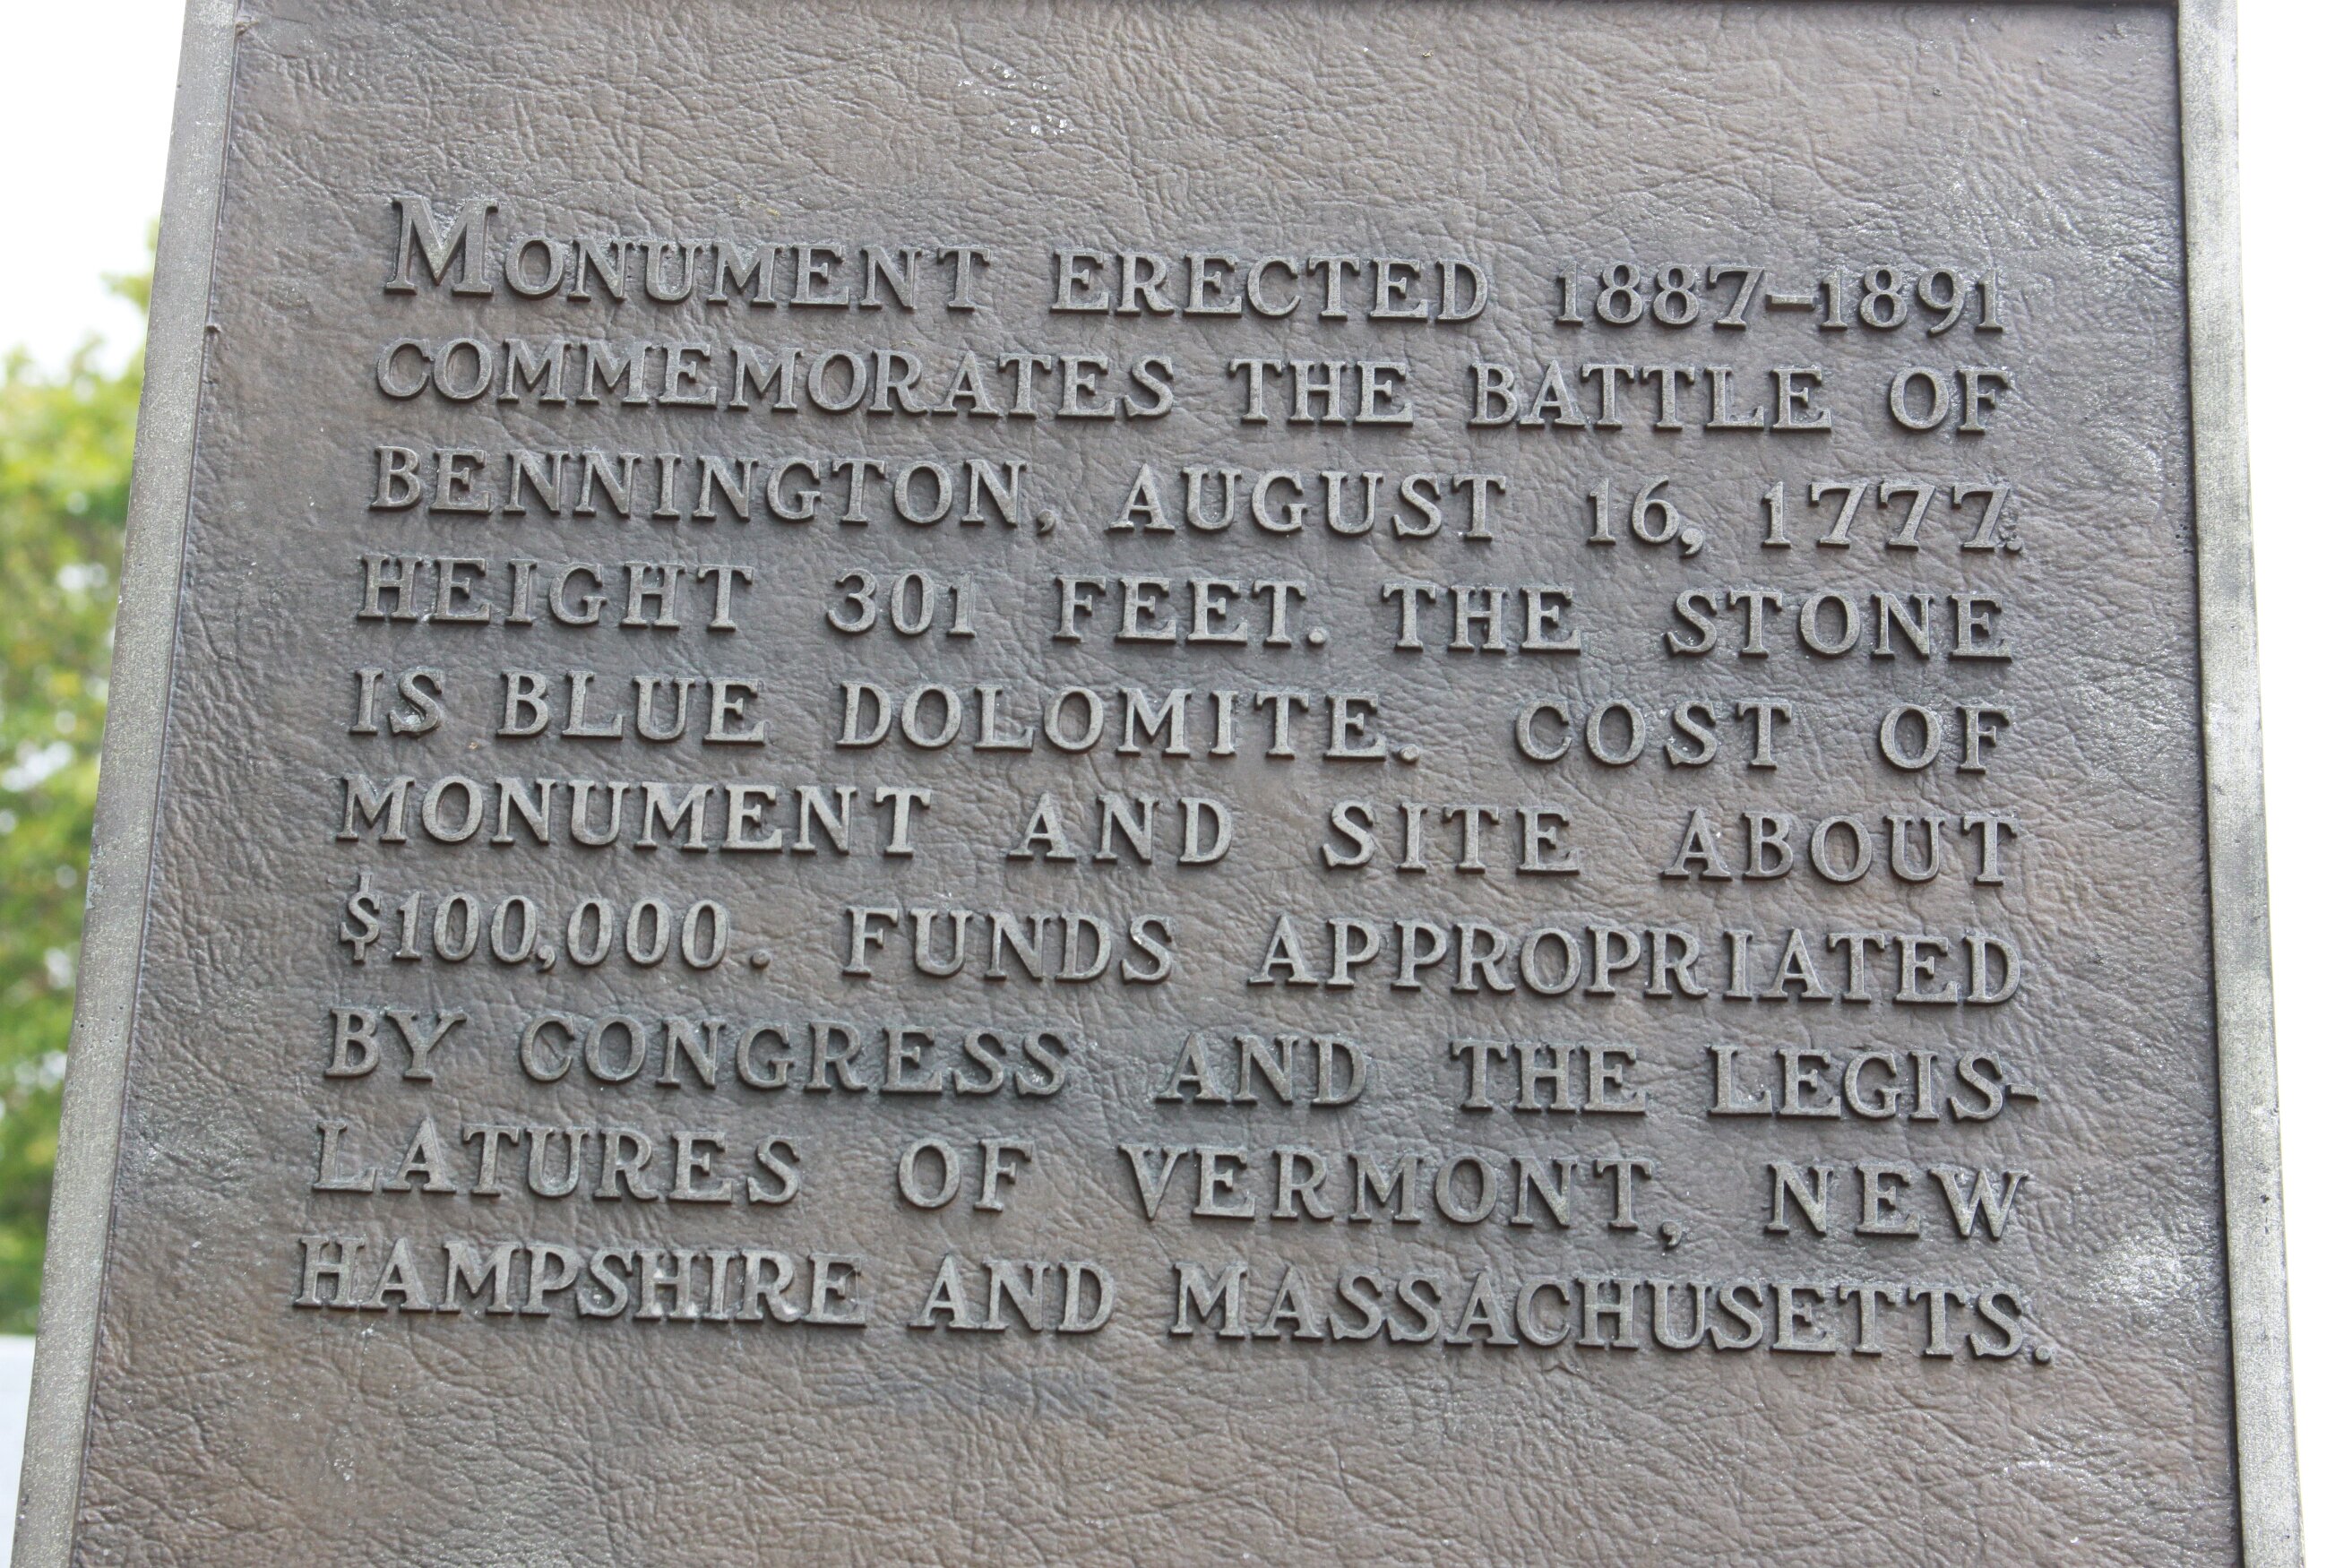 MONUMENT ERECTED 1887-1891
COMMEMORATES THE BATTLE OF
BENNINGTON, AUGUST 16, 1777.
HEIGHT 301 FEET. THE STONE
IS BLUE DOLOMITE. COST OF
MONUMENT AND SITE ABOUT
$100,000. FUNDS APPROPRIATED
BY CONGRESS AND THE LEGIS-
LATURES OF VERMONT, NEW
HAMPSHIRE AND MASSACHUSETTS.